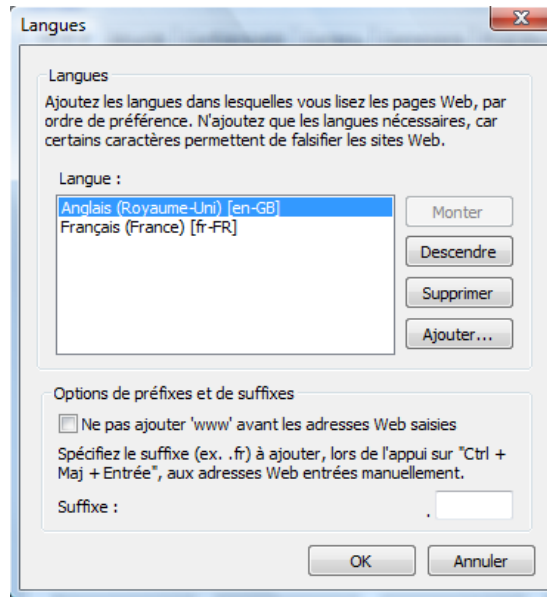 Langues
Langues
Ajoutez les langues dans lesquelles vous lisez les pages Web, par
ordre de préférence. N'ajoutez que les langues nécessaires, car
certains caractères permettent de falsifier les sites Web.
Langue :
Anglais (Royaume-Uni) [en-GB]
Français (France) [fr-FR]
Monter
Descendre
Supprimer
Ajouter...
Options de préfixes et de suffixes
Ne pas ajouter 'www' avant les adresses Web saisies
Spécifiez le suffixe (ex. .fr) à ajouter, lors de l'appui sur "Ctrl +
Maj + Entrée", aux adresses Web entrées manuellement.
Suffixe : .
OK Annuler